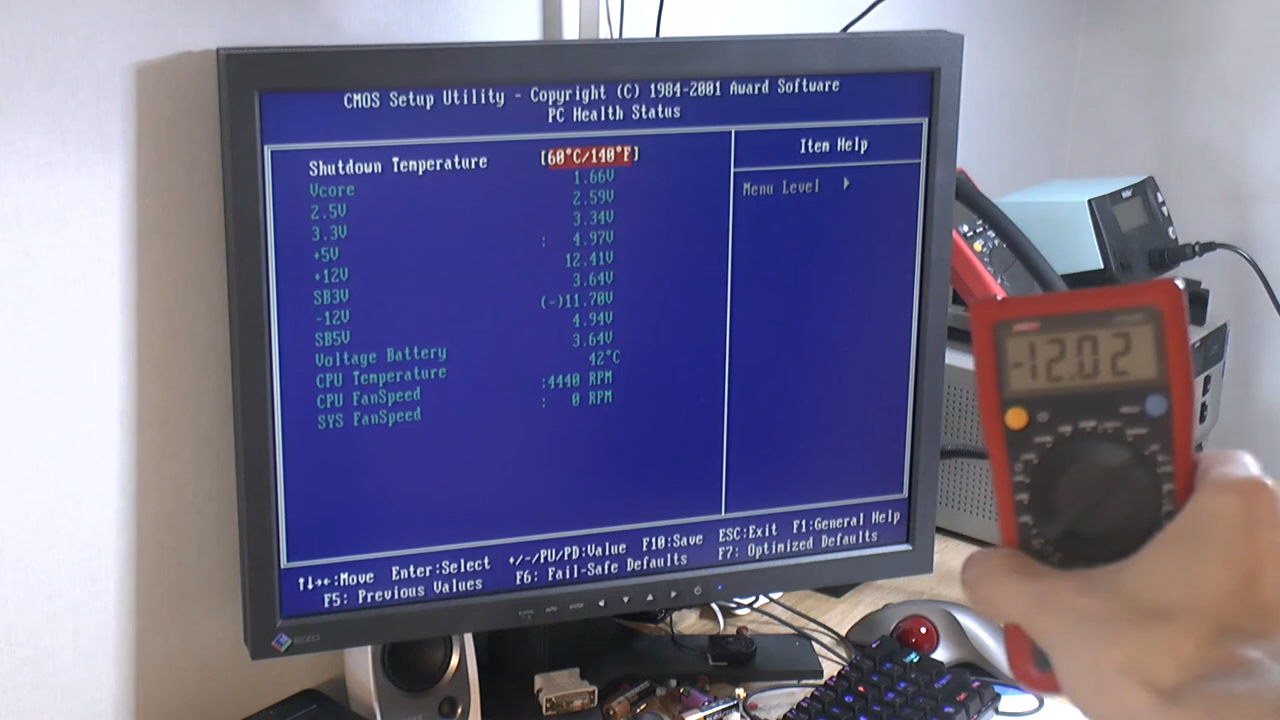 CMOS Setup Utility - Copyright (C) 1984-2001 Award Software
PC Health Status
Shutdown Temperature [60°C/140°F]
Vcore 1.66V
2.5V 2.59V
3.3V 3.34V
+5V : 4.97V
+12V 12.41V
SB3V 3.64V
-12V (-)11.70V
SB5V 4.94V
Voltage Battery 3.64V
CPU Temperature 42°C
CPU FanSpeed :4440 RPM
SYS FanSpeed : 0 RPM
Item Help
Menu Level
↑↓→←:Move Enter:Select +/-/PU/PD:Value F10:Save ESC:Exit F1:General Help
F5: Previous Values F6: Fail-Safe Defaults F7: Optimized Defaults
EIZO
-12.02